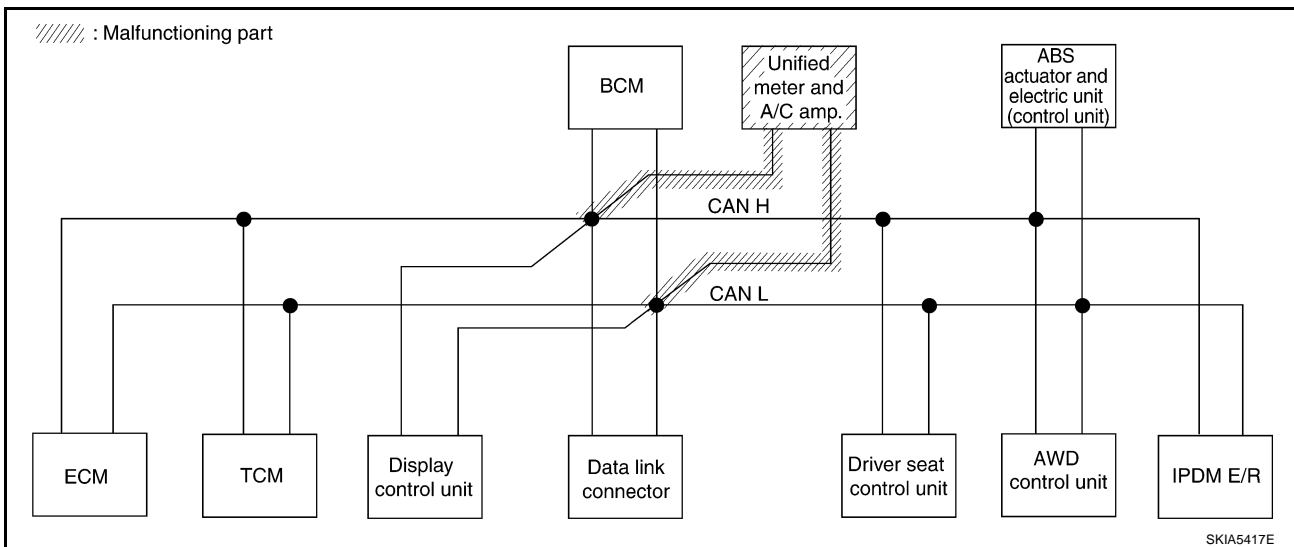 : Malfunctioning part
BCM
Unified
meter and
A/C amp.
ABS
actuator and
electric unit
(control unit)
CAN H
CAN L
ECM
TCM
Display
control unit
Data link
connector
Driver seat
control unit
AWD
control unit
IPDM E/R
SKIA5417E